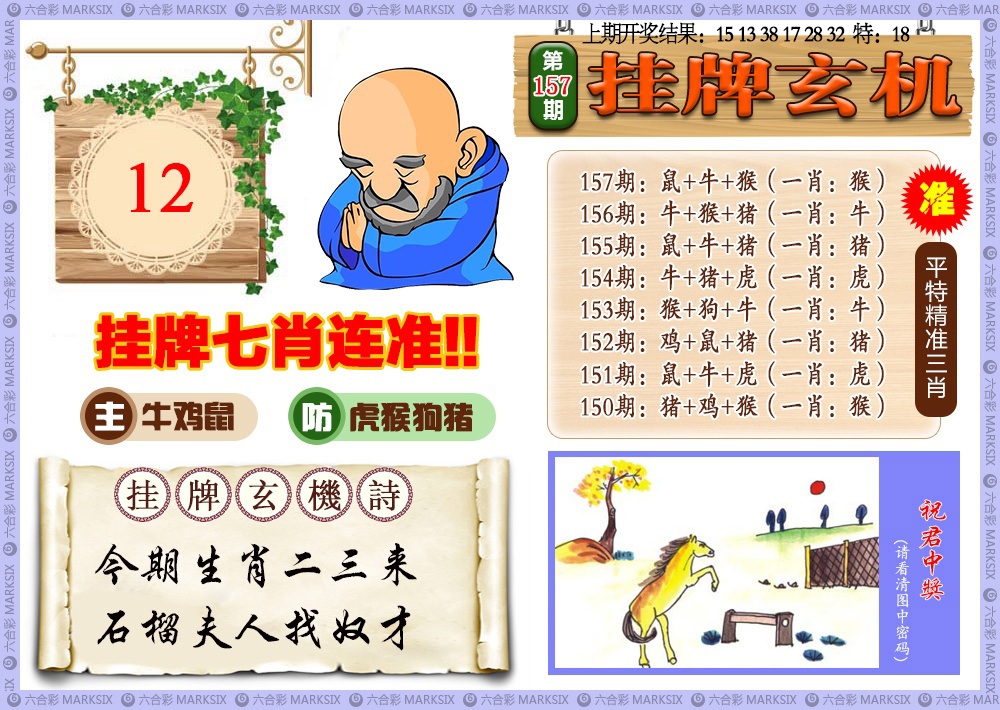 六合彩 MARKSIX
上期开奖结果：15 13 38 17 28 32 特：18
第
157
期
挂牌玄机
12
挂牌七肖连准!!
主 牛鸡鼠
防 虎猴狗猪
挂牌玄機詩
今期生肖二三来
石榴夫人找奴才
157期：鼠+牛+猴（一肖：猴）
156期：牛+猴+猪（一肖：牛）
155期：鼠+牛+猪（一肖：猪）
154期：牛+猪+虎（一肖：虎）
153期：猴+狗+牛（一肖：牛）
152期：鸡+鼠+猪（一肖：猪）
151期：鼠+牛+虎（一肖：虎）
150期：猪+鸡+猴（一肖：猴）
准
平特精准三肖
祝君中獎
（请看清图中密码）